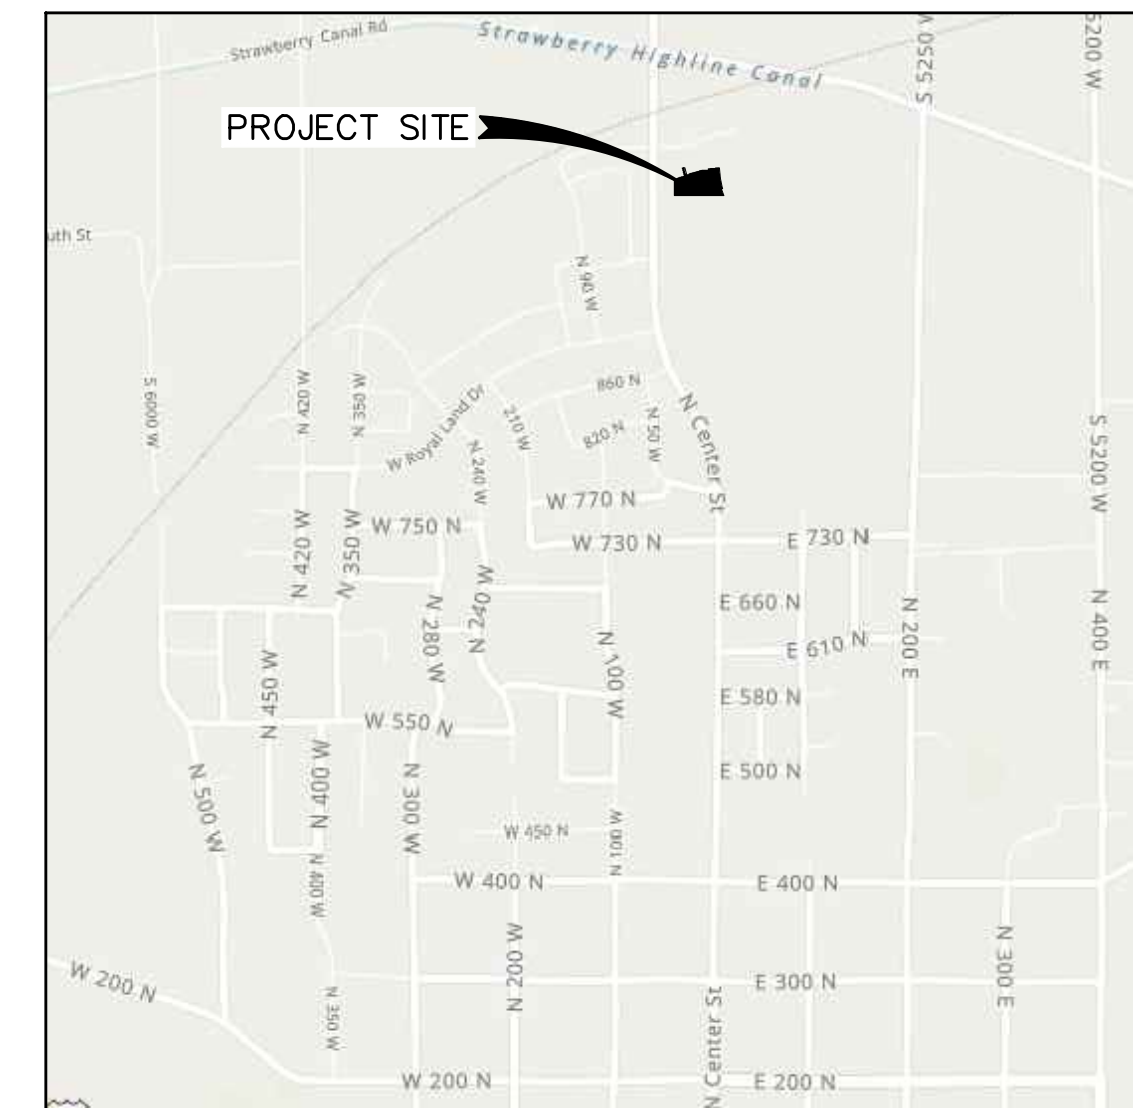 Strawberry Canal Rd
Strawberry Highline Canal
S 5250 W
5200 W
PROJECT SITE
uth St
N 90 W
S 6000 W
N 420 W
N 350 W
W Royal Land Dr
210 W
860 N
820 N
N 50 W
N Center St
S 5200 W
N 240 W
W 770 N
W 750 N
W 730 N
E 730 N
N 420 W
N 350 W
N 280 W
N 240 W
E 660 N
N 200 E
N 400 E
E 610 N
N 100 W
N 450 W
E 580 N
W 550 N
N 500 W
N 400 W
N 300 W
E 500 N
W 450 N
N 100 W
N 400 W
W 400 N
E 400 N
N 200 W
N 300 E
W 200 N
E 300 N
N 350 W
N Center St
W 200 N
E 200 N